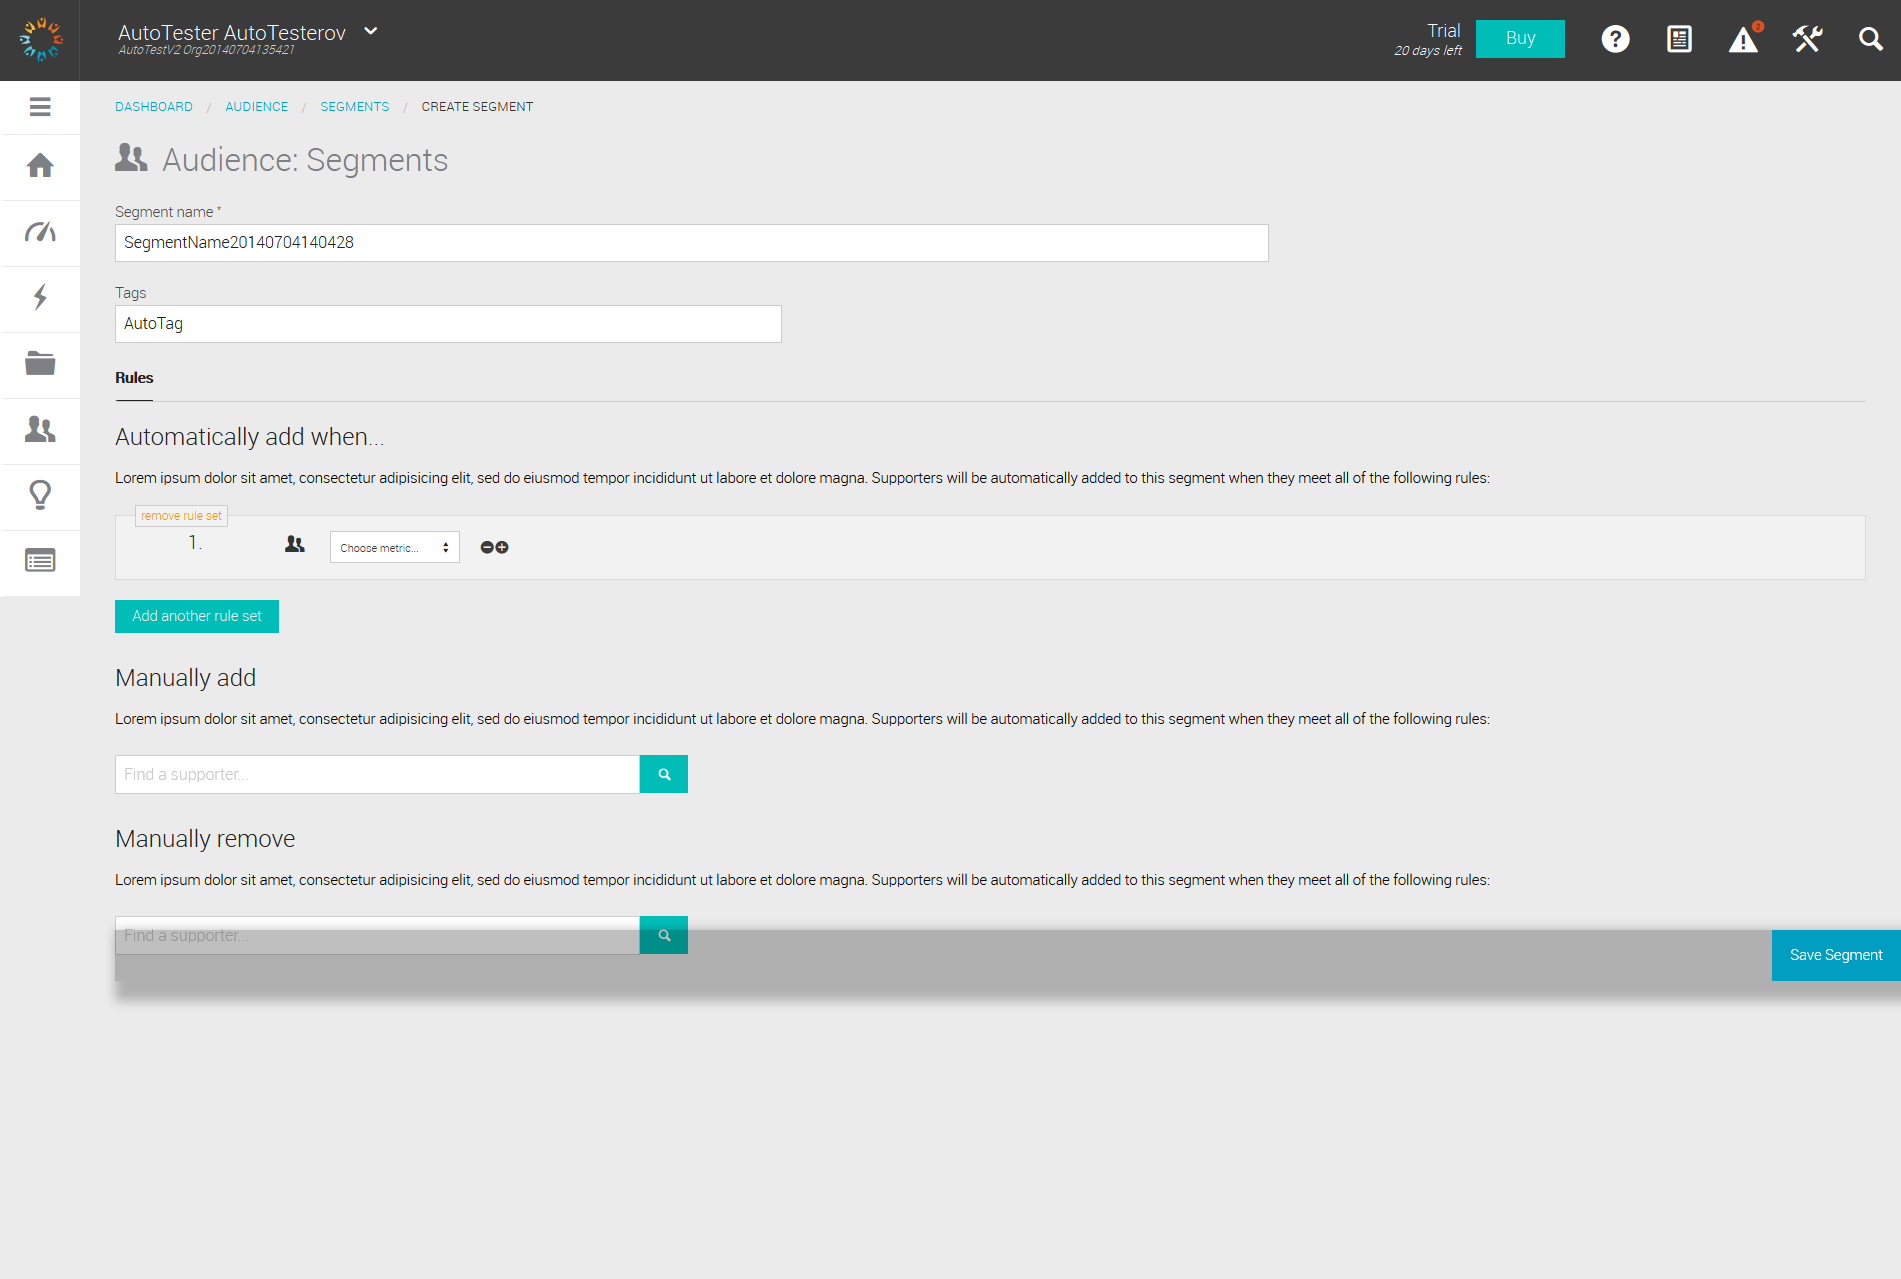 AutoTester AutoTesterov
AutoTestV2 Org20140704135421
Trial
20 days left
Buy
?
2
DASHBOARD / AUDIENCE / SEGMENTS / CREATE SEGMENT
Audience: Segments
Segment name *
SegmentName20140704140428
Tags
AutoTag
Rules
Automatically add when...
Lorem ipsum dolor sit amet, consectetur adipisicing elit, sed do eiusmod tempor incididunt ut labore et dolore magna. Supporters will be automatically added to this segment when they meet all of the following rules:
remove rule set
1.
Choose metric...
Add another rule set
Manually add
Lorem ipsum dolor sit amet, consectetur adipisicing elit, sed do eiusmod tempor incididunt ut labore et dolore magna. Supporters will be automatically added to this segment when they meet all of the following rules:
Find a supporter...
Manually remove
Lorem ipsum dolor sit amet, consectetur adipisicing elit, sed do eiusmod tempor incididunt ut labore et dolore magna. Supporters will be automatically added to this segment when they meet all of the following rules:
Find a supporter...
Save Segment